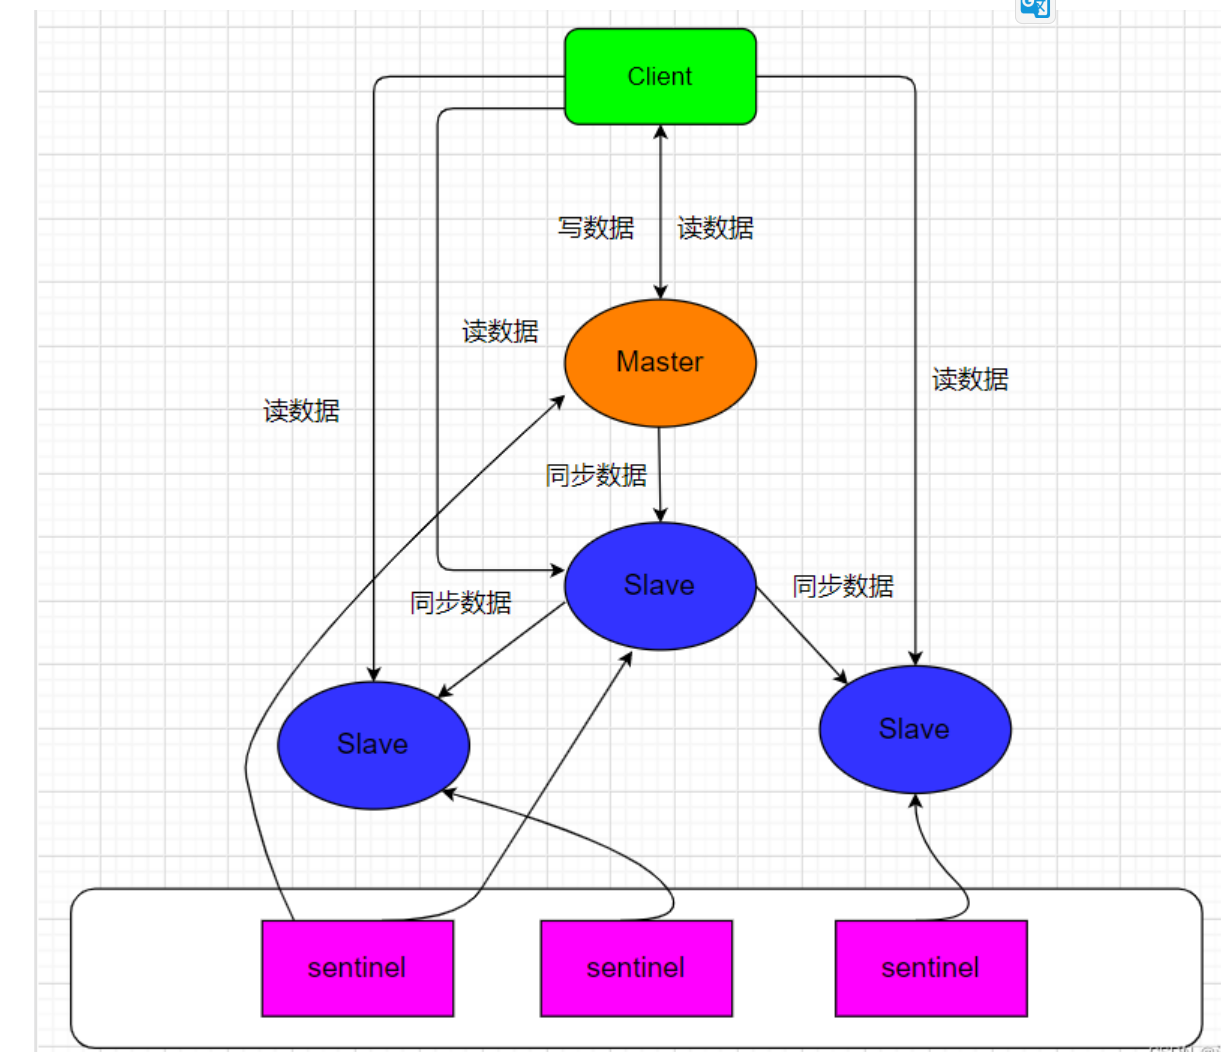 Client
写数据 读数据
读数据
Master
读数据
读数据
同步数据
Slave
同步数据
同步数据
Slave
Slave
sentinel
sentinel
sentinel